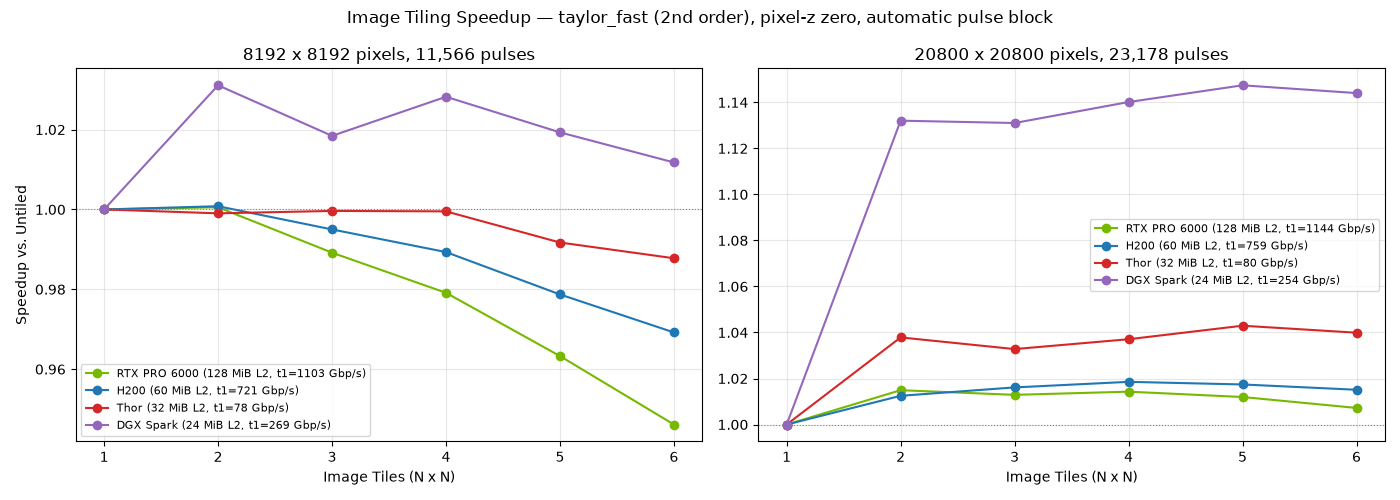 Image Tiling Speedup — taylor_fast (2nd order), pixel-z zero, automatic pulse block
8192 x 8192 pixels, 11,566 pulses
Speedup vs. Untiled
1.02
1.00
0.98
0.96
RTX PRO 6000 (128 MiB L2, t1=1103 Gbp/s)
H200 (60 MiB L2, t1=721 Gbp/s)
Thor (32 MiB L2, t1=78 Gbp/s)
DGX Spark (24 MiB L2, t1=269 Gbp/s)
1 2 3 4 5 6
Image Tiles (N x N)
20800 x 20800 pixels, 23,178 pulses
1.14
1.12
1.10
1.08
1.06
1.04
1.02
1.00
RTX PRO 6000 (128 MiB L2, t1=1144 Gbp/s)
H200 (60 MiB L2, t1=759 Gbp/s)
Thor (32 MiB L2, t1=80 Gbp/s)
DGX Spark (24 MiB L2, t1=254 Gbp/s)
1 2 3 4 5 6
Image Tiles (N x N)